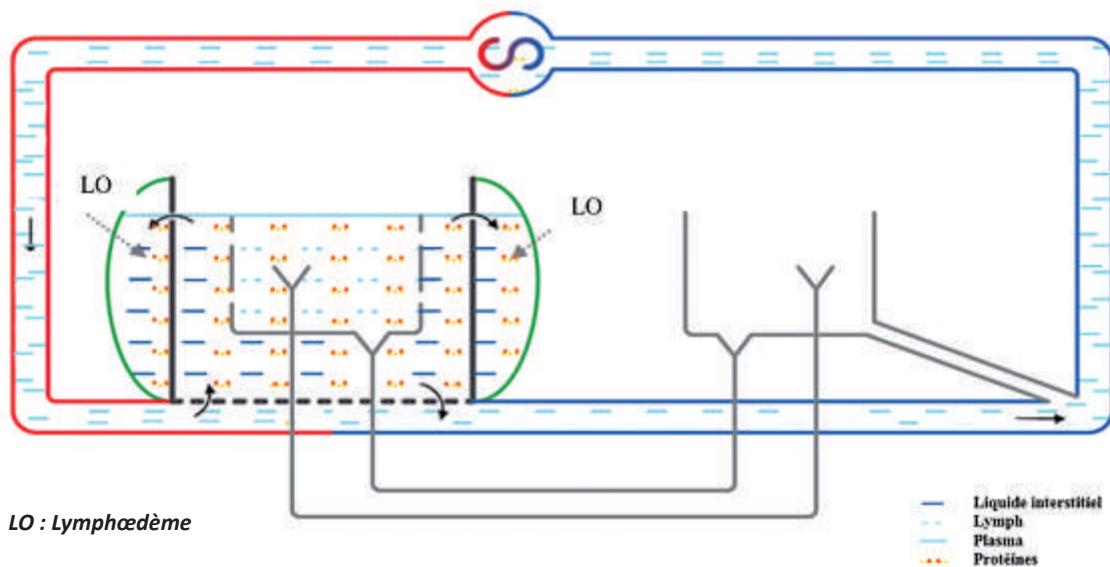 LO
LO
LO : Lymphœdème
Liquide interstitiel
Lymph
Plasma
Protéines